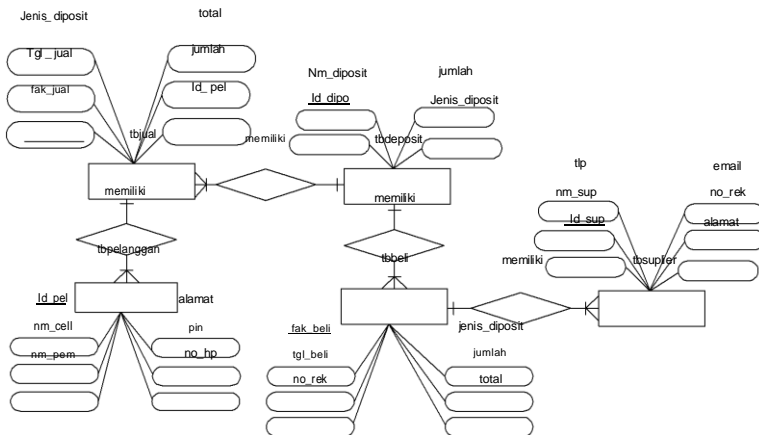 Jenis_diposit
total
Tgl_jual
jumlah
fak_jual
Id_pel
tbjual
Nm_diposit
jumlah
Id_dipo
Jenis_diposit
memiliki
tbdeposit
memiliki
memiliki
tlp
email
nm_sup
no_rek
Id_sup
alamat
memiliki
tbsuplier
tbpelanggan
tbbeli
Id_pel
alamat
nm_cell
pin
nm_pem
no_hp
fak_beli
jenis_diposit
tgl_beli
jumlah
no_rek
total